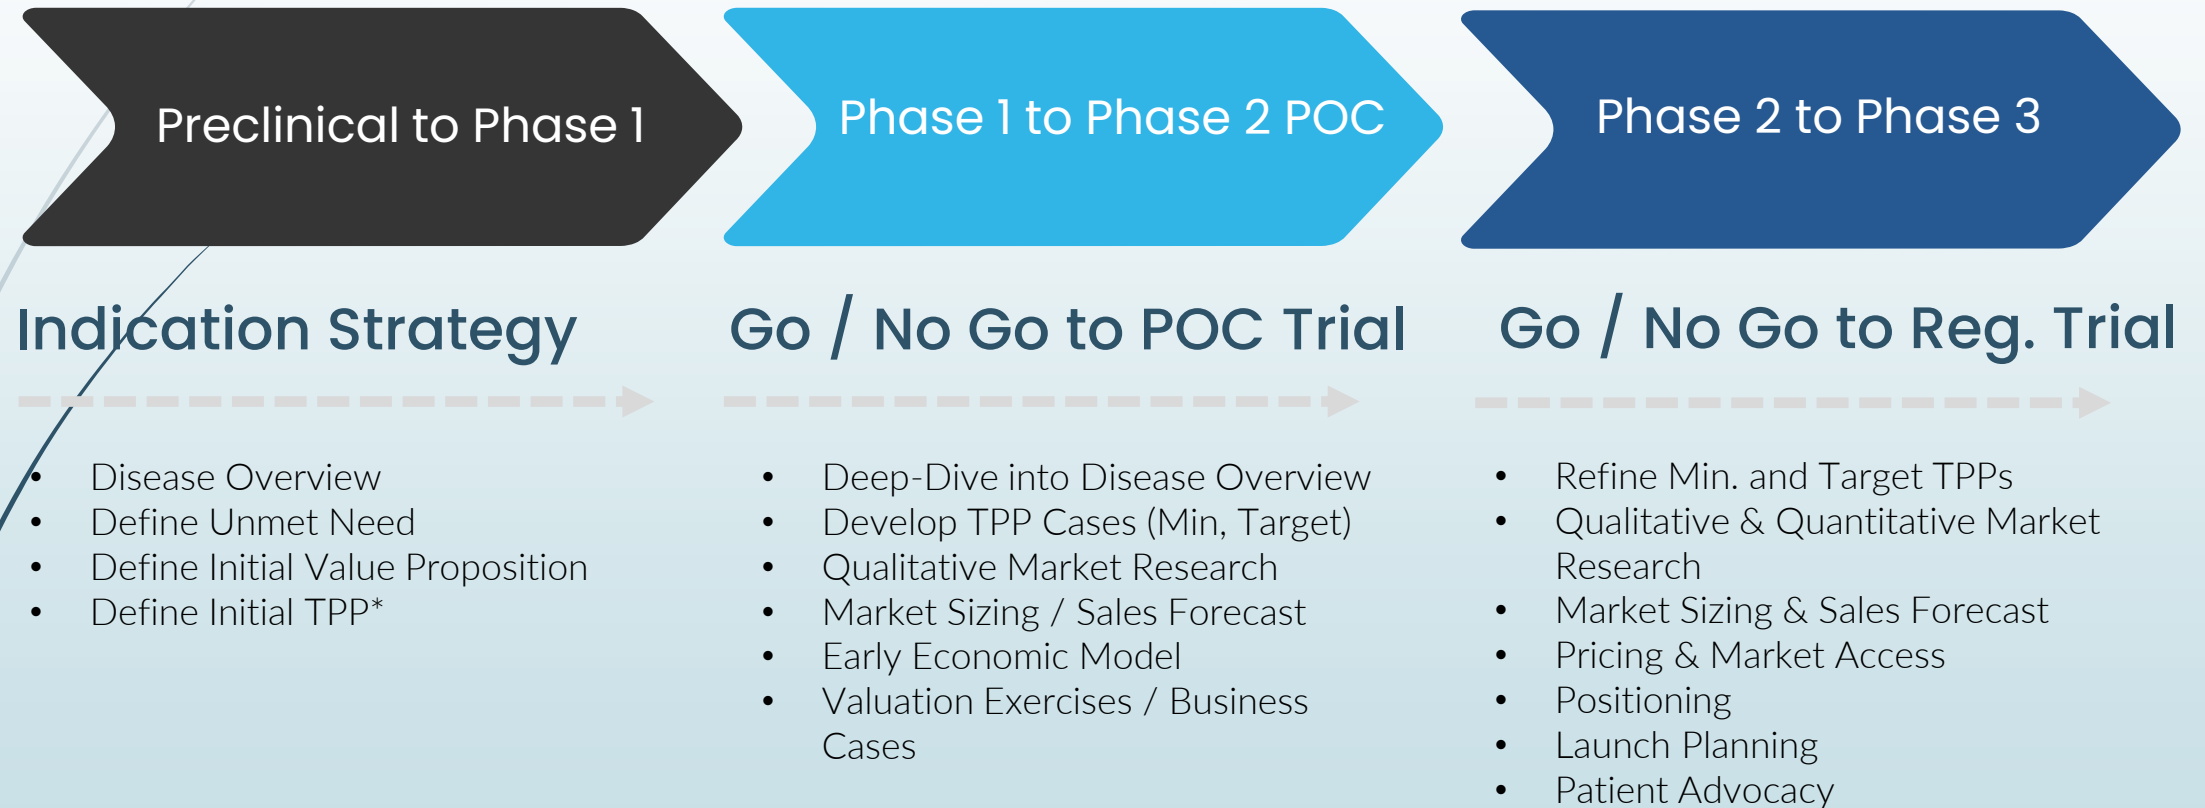 Preclinical to Phase 1
Phase 1 to Phase 2 POC
Phase 2 to Phase 3
Indication Strategy
• Disease Overview
• Define Unmet Need
• Define Initial Value Proposition
• Define Initial TPP*
Go / No Go to POC Trial
• Deep-Dive into Disease Overview
• Develop TPP Cases (Min, Target)
• Qualitative Market Research
• Market Sizing / Sales Forecast
• Early Economic Model
• Valuation Exercises / Business
Cases
Go / No Go to Reg. Trial
• Refine Min. and Target TPPs
• Qualitative & Quantitative Market
Research
• Market Sizing & Sales Forecast
• Pricing & Market Access
• Positioning
• Launch Planning
• Patient Advocacy